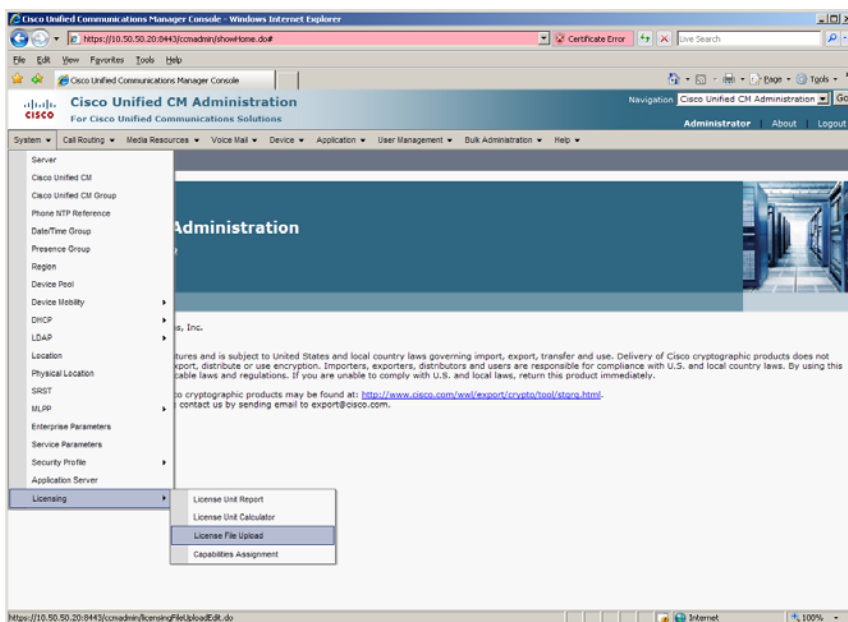 Cisco Unified Communications Manager Console - Windows Internet Explorer
https://10.50.50.20:8443/ccmadmin/showHome.do#
Certificate Error
Live Search
File Edit View Favorites Tools Help
Cisco Unified Communications Manager Console
Page Tools
cisco
Cisco Unified CM Administration
For Cisco Unified Communications Solutions
Navigation Cisco Unified CM Administration Go
Administrator | About | Logout
System Call Routing Media Resources Voice Mail Device Application User Management Bulk Administration Help
Server
Cisco Unified CM
Cisco Unified CM Group
Phone NTP Reference
Date/Time Group
Presence Group
Region
Device Pool
Device Mobility
DHCP
LDAP
Location
Physical Location
SRST
MLPP
Enterprise Parameters
Service Parameters
Security Profile
Application Server
Licensing
License Unit Report
License Unit Calculator
License File Upload
Capabilities Assignment
Administration
s, Inc.
tures and is subject to United States and local country laws governing import, export, transfer and use. Delivery of Cisco cryptographic products does not
xport, distribute or use encryption. Importers, exporters, distributors and users are responsible for compliance with U.S. and local country laws. By using this
cable laws and regulations. If you are unable to comply with U.S. and local laws, return this product immediately.
co cryptographic products may be found at: http://www.cisco.com/wwl/export/crypto/tool/stqrg.html.
contact us by sending email to export@cisco.com.
https://10.50.50.20:8443/ccmadmin/licensingFileUploadEdit.do
Internet
100%